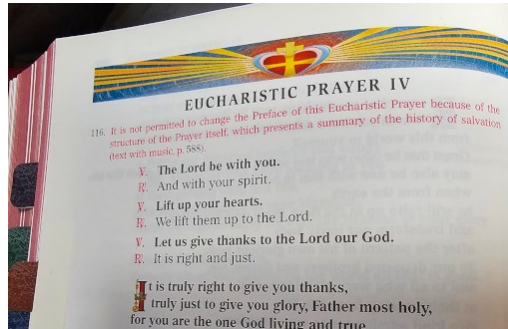 EUCHARISTIC PRAYER IV
116. It is not permitted to change the Preface of this Eucharistic Prayer because of the
structure of the Prayer itself, which presents a summary of the history of salvation
(text with music, p. 588).
℣. The Lord be with you.
℟. And with your spirit.
℣. Lift up your hearts.
℟. We lift them up to the Lord.
℣. Let us give thanks to the Lord our God.
℟. It is right and just.
It is truly right to give you thanks,
truly just to give you glory, Father most holy,
for you are the one God living and true